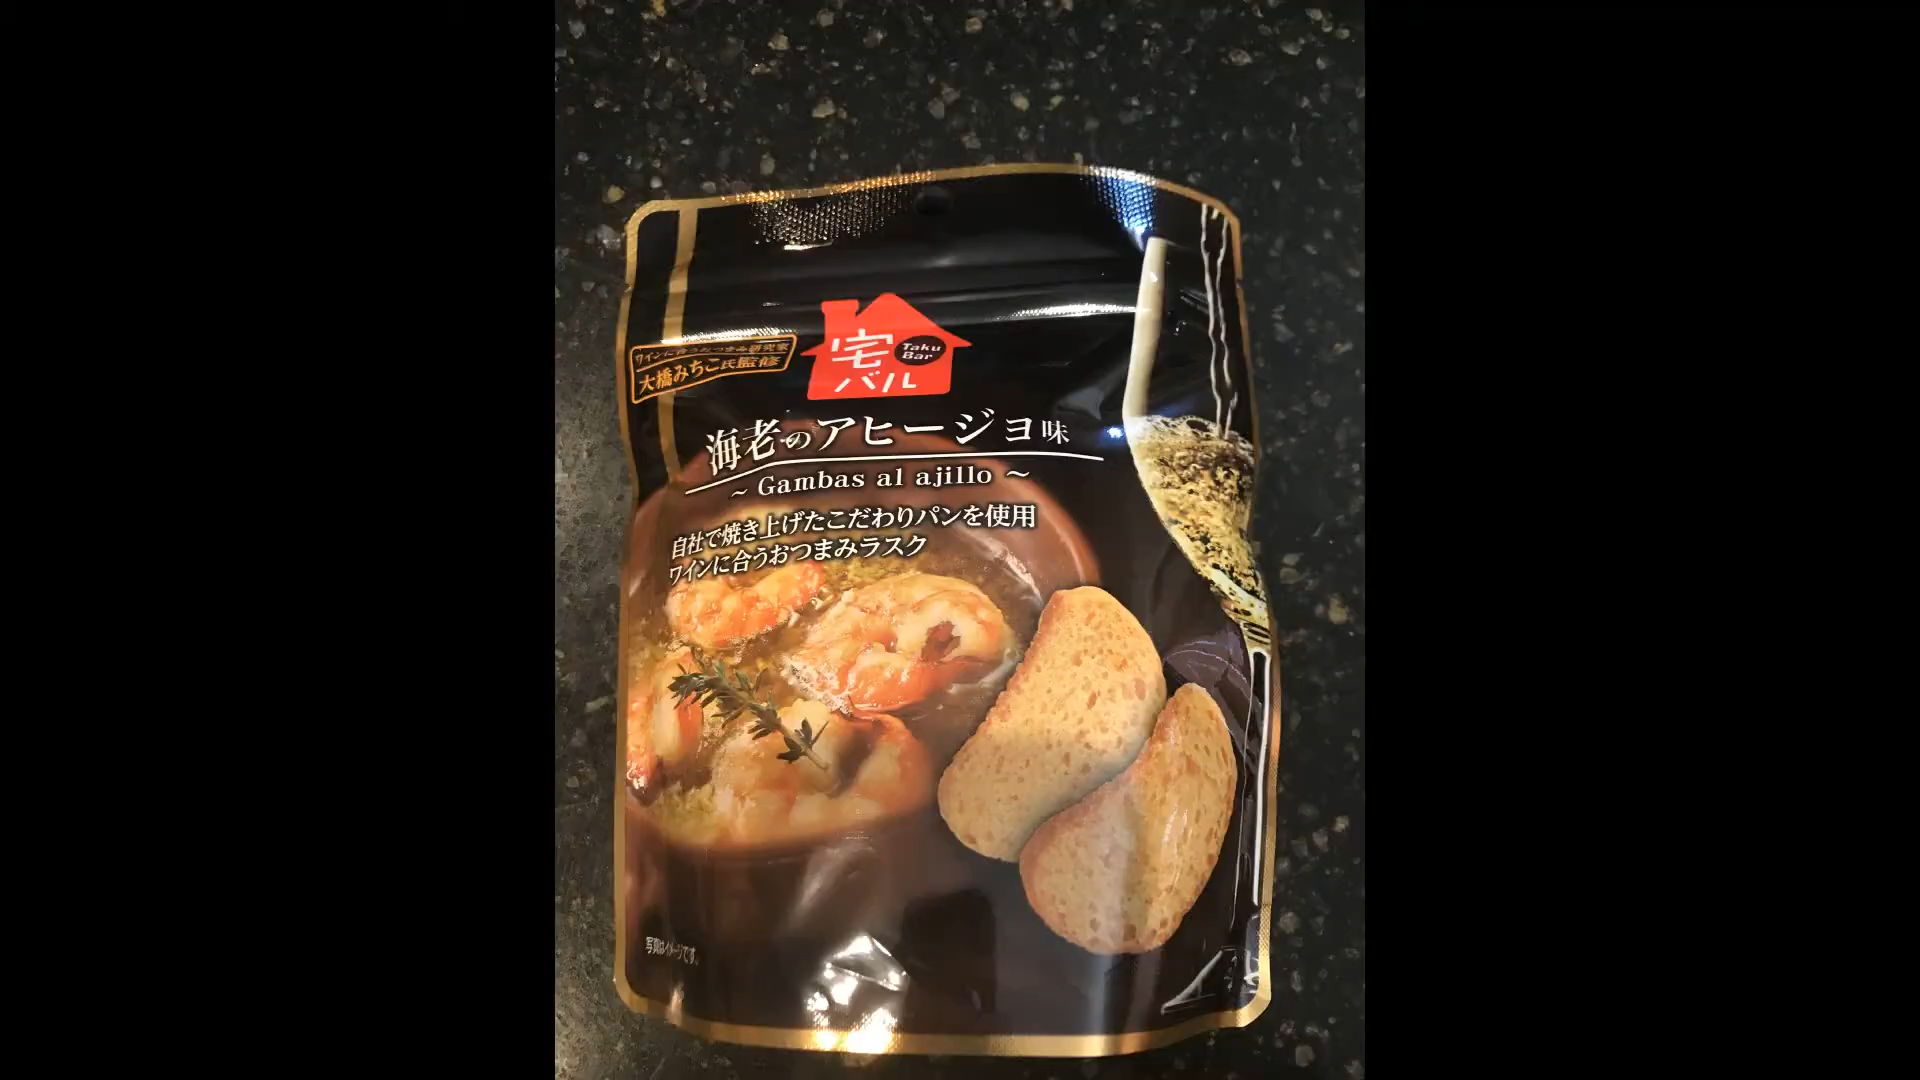 ワインに合うおつまみ研究家
大橋みちこ氏監修
宅バル
Taku
Bar
海老のアヒージョ味
~ Gambas al ajillo ~
自社で焼き上げたこだわりパンを使用
ワインに合うおつまみラスク
写真はイメージです。